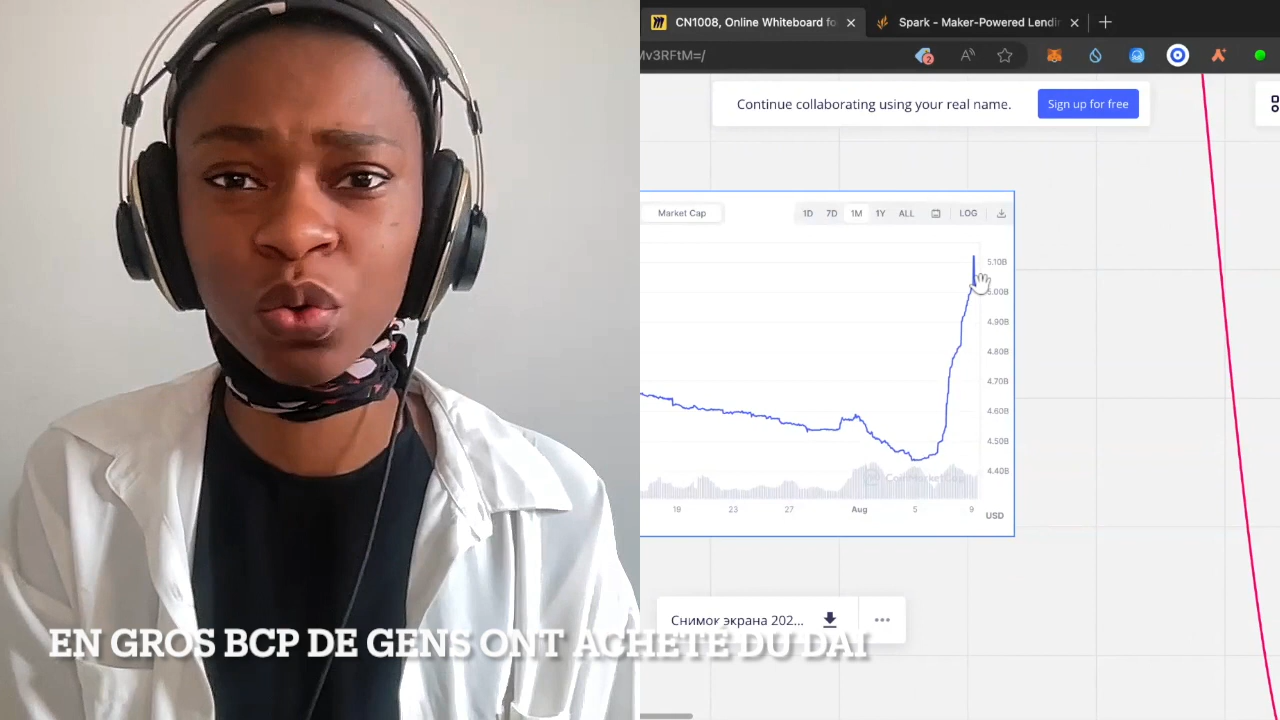 CN1008, Online Whiteboard fo
Spark - Maker-Powered Lendin
Mv3RFtM=/
2
Continue collaborating using your real name.
Sign up for free
Market Cap
1D 7D 1M 1Y ALL LOG
5.10B
5.00B
4.90B
4.80B
4.70B
4.60B
4.50B
4.40B
CoinMarketCap
19 23 27 Aug 5 9 USD
Снимок экрана 202...
EN GROS BCP DE GENS ONT ACHETE DU DAI